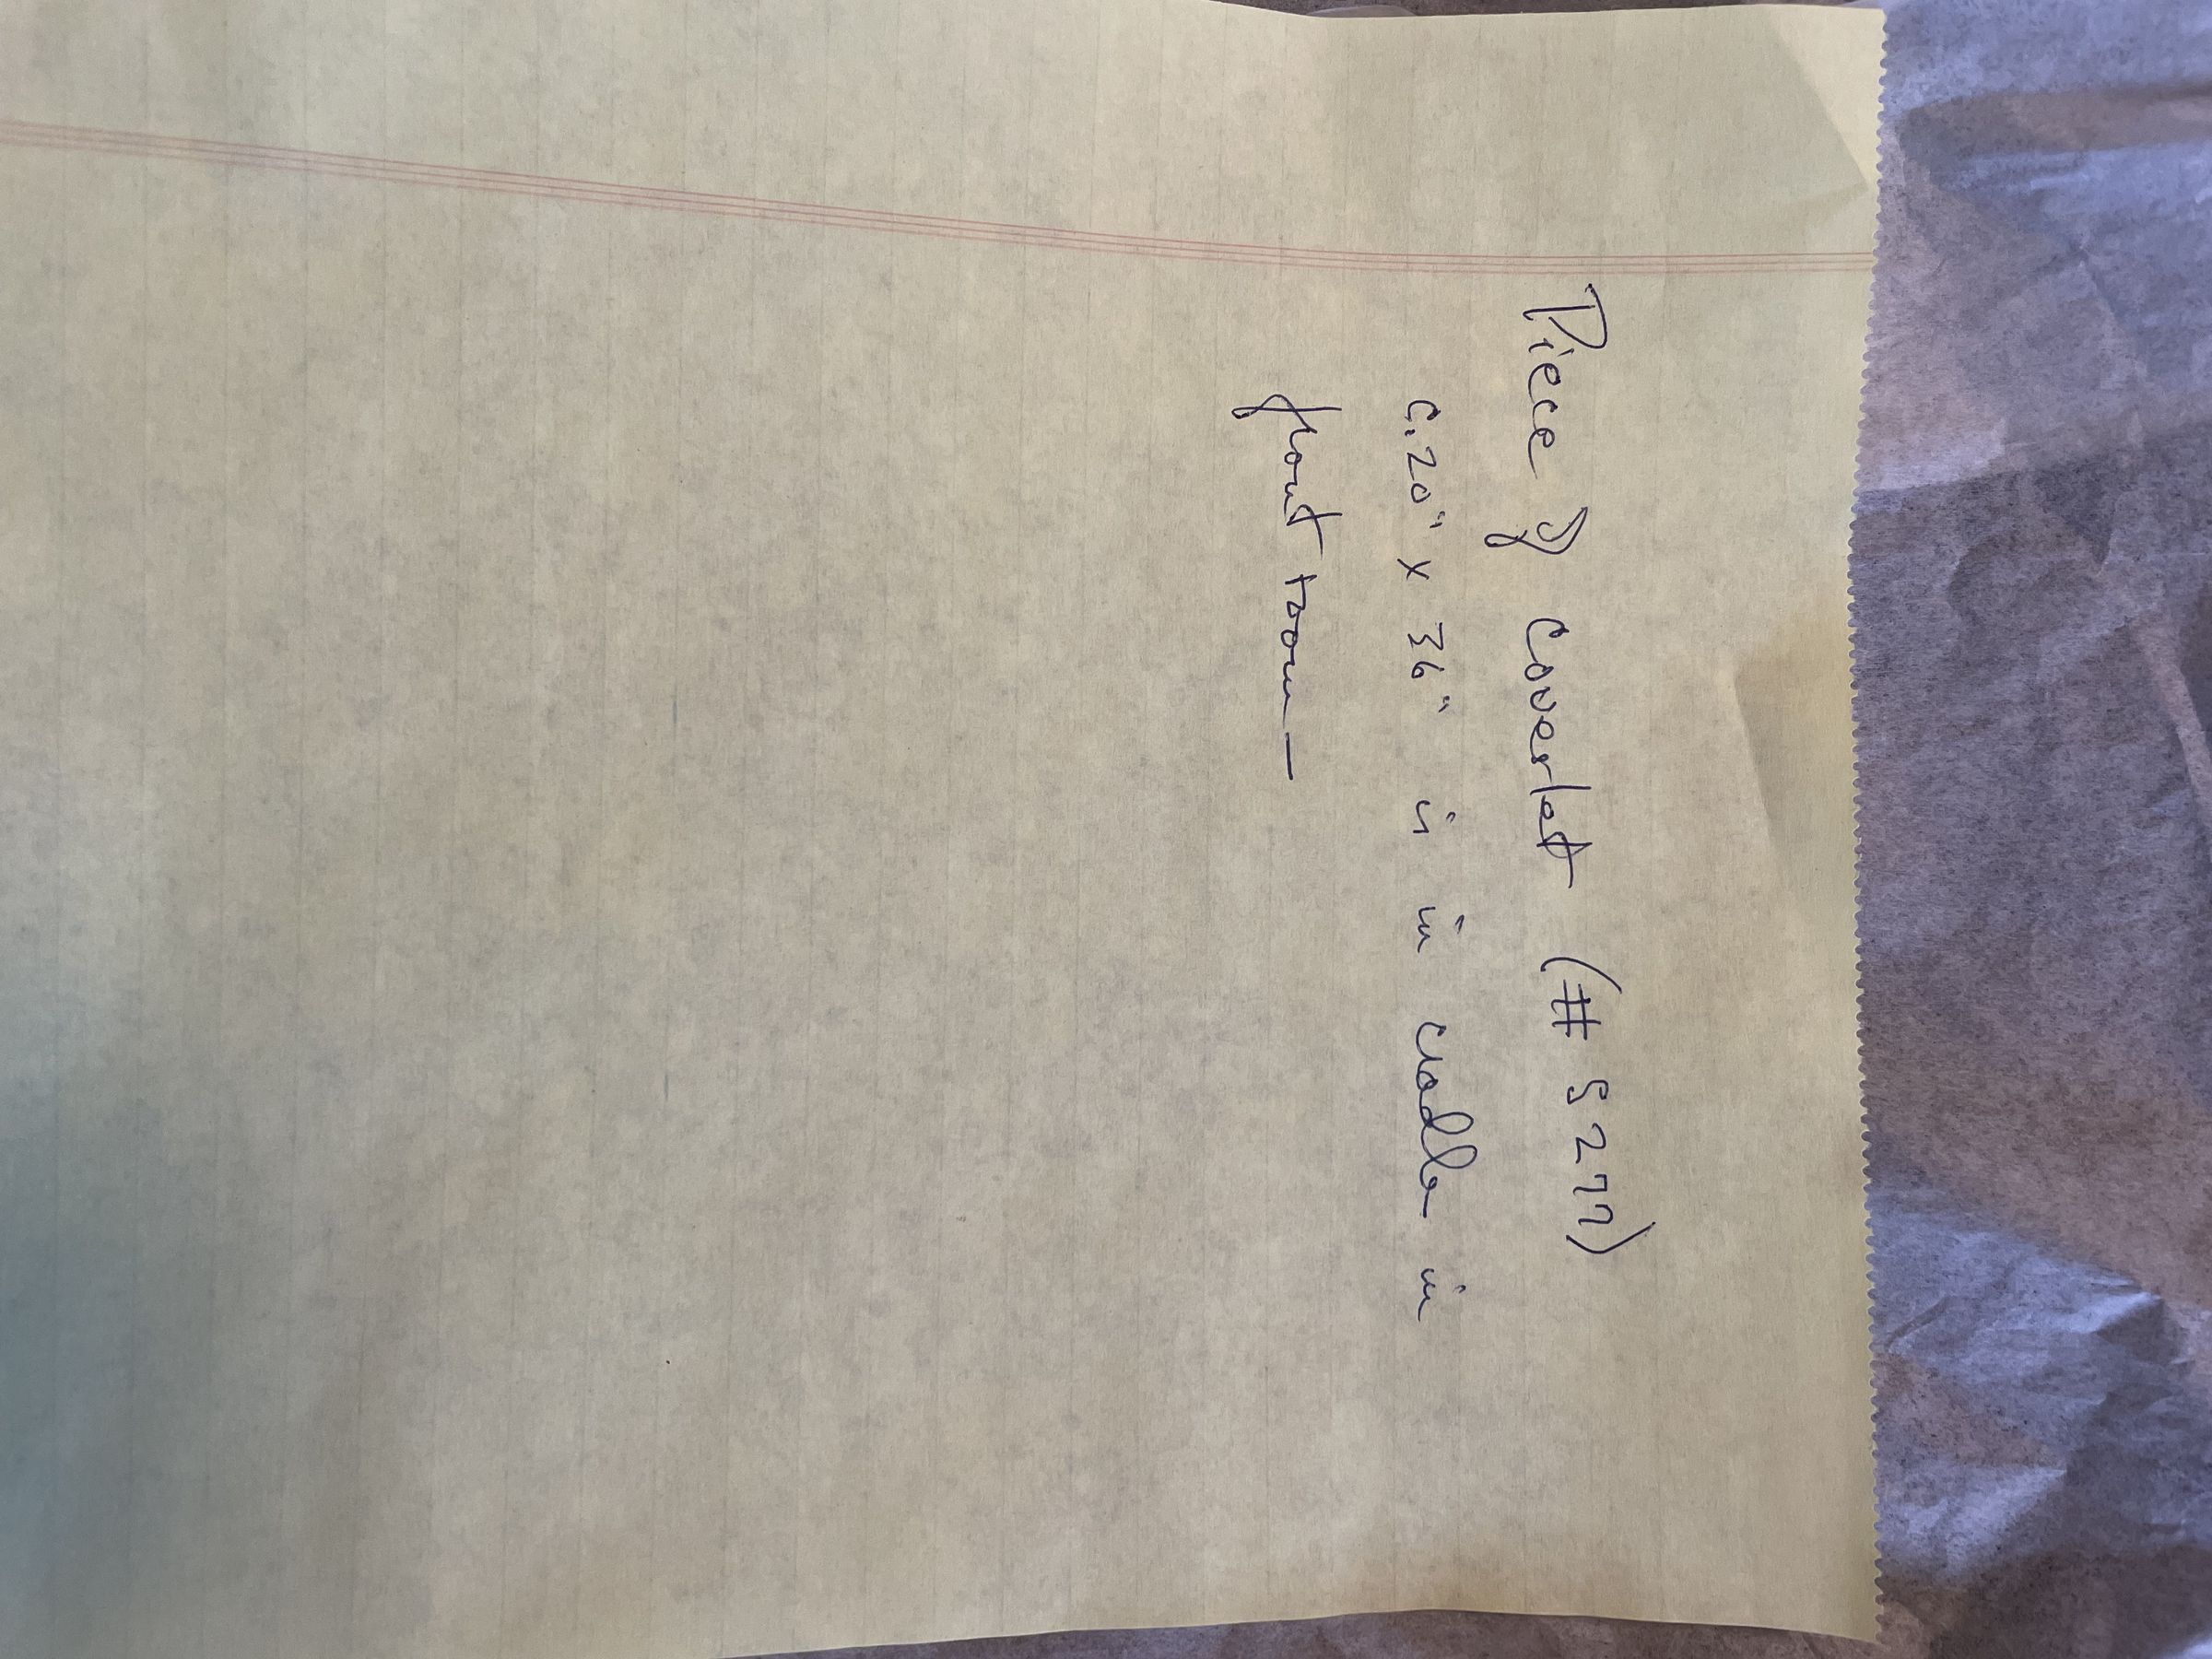 Piece of coverlet (# 5277)
c. 20" x 36" is in cradle in
front room —